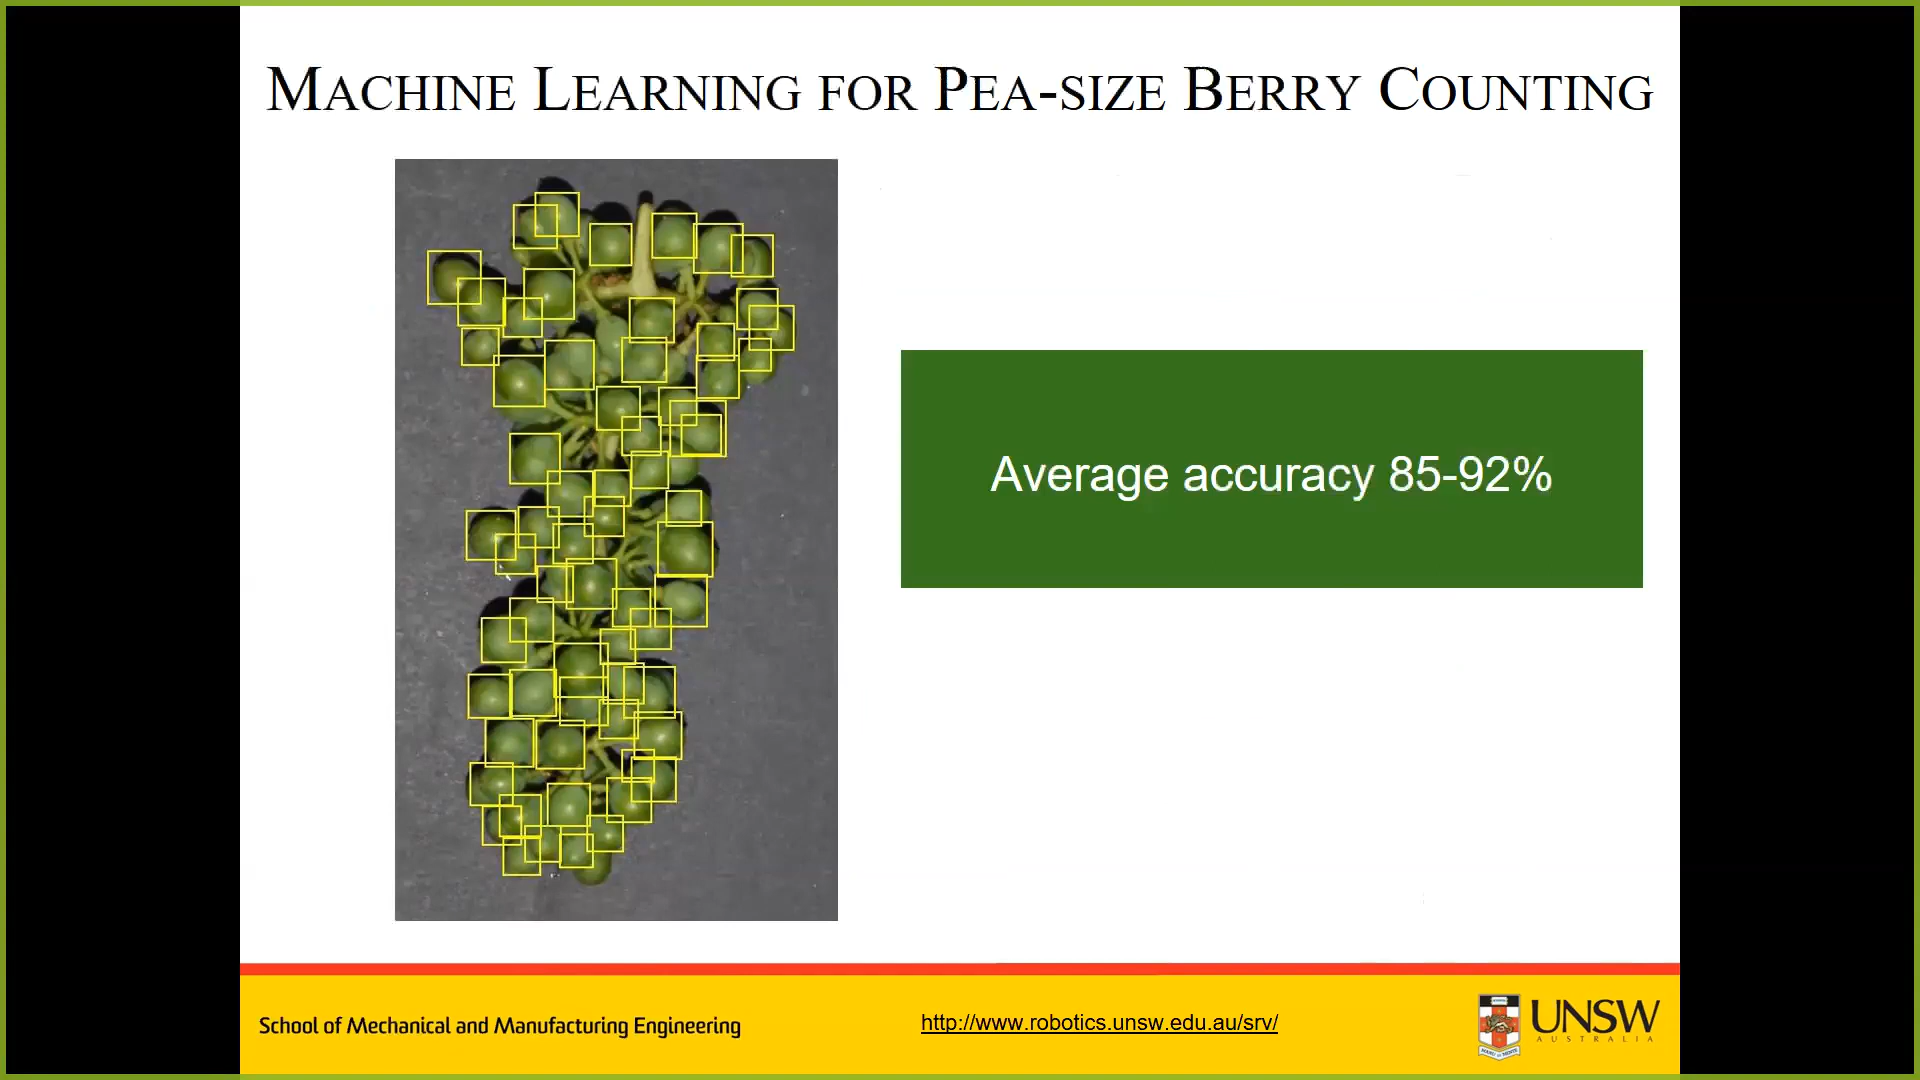 MACHINE LEARNING FOR PEA-SIZE BERRY COUNTING
Average accuracy 85-92%
School of Mechanical and Manufacturing Engineering
http://www.robotics.unsw.edu.au/srv/
UNSW
AUSTRALIA